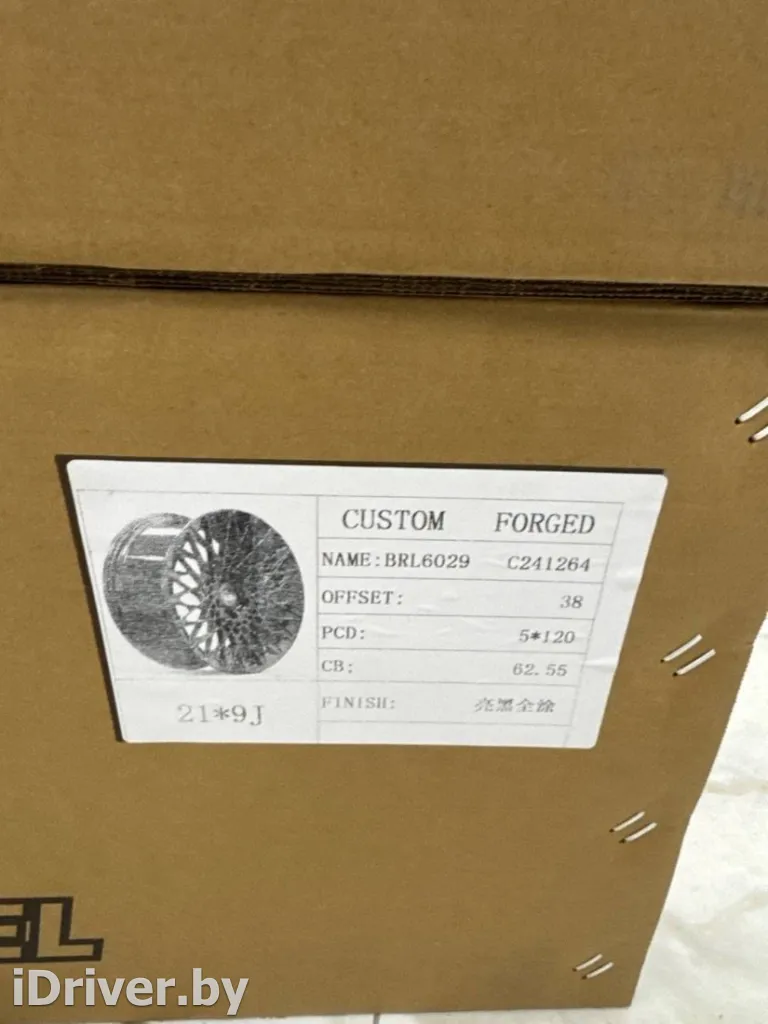 CUSTOM FORGED
NAME:BRL6029 C241264
OFFSET: 38
PCD: 5*120
CB: 62.55
21*9J
FINISH: 亮黑全涂
EL
iDriver.by